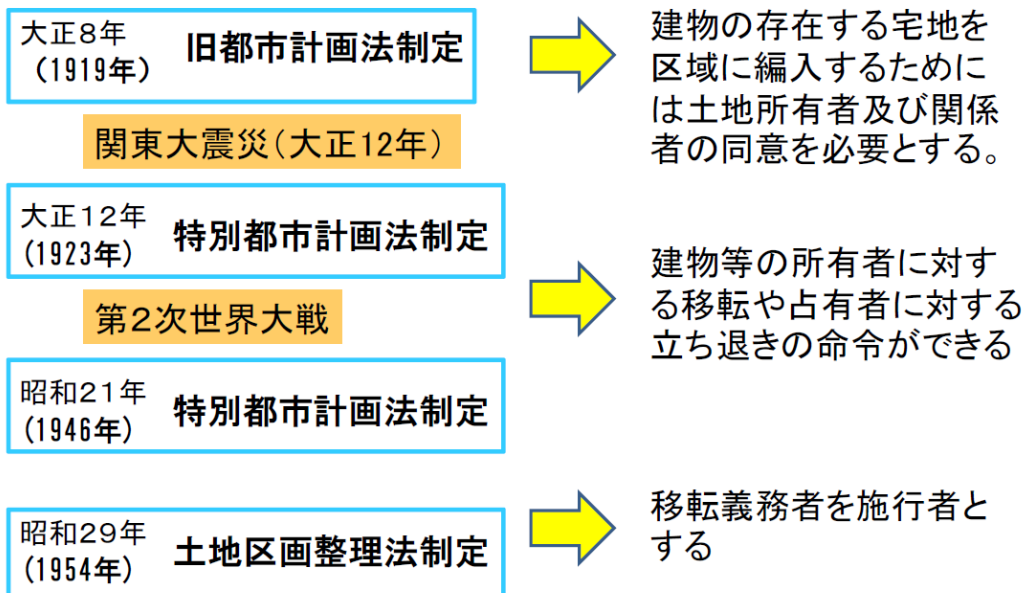 大正8年
(1919年)
旧都市計画法制定
建物の存在する宅地を
区域に編入するために
は土地所有者及び関係
者の同意を必要とする。
関東大震災(大正12年)
大正12年
(1923年)
特別都市計画法制定
第2次世界大戦
建物等の所有者に対す
る移転や占有者に対する
立ち退きの命令ができる
昭和21年
(1946年)
特別都市計画法制定
昭和29年
(1954年)
土地区画整理法制定
移転義務者を施行者と
する